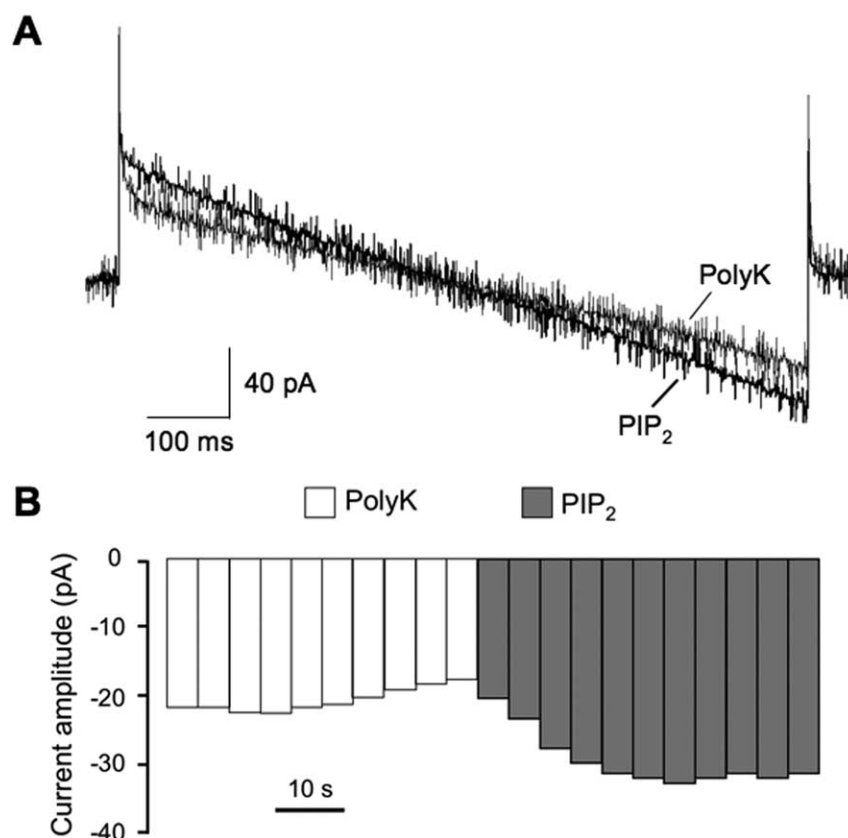 A
PolyK
40 pA
PIP₂
100 ms
B
PolyK
PIP₂
Current amplitude (pA)
0
-10
-20
-30
-40
10 s